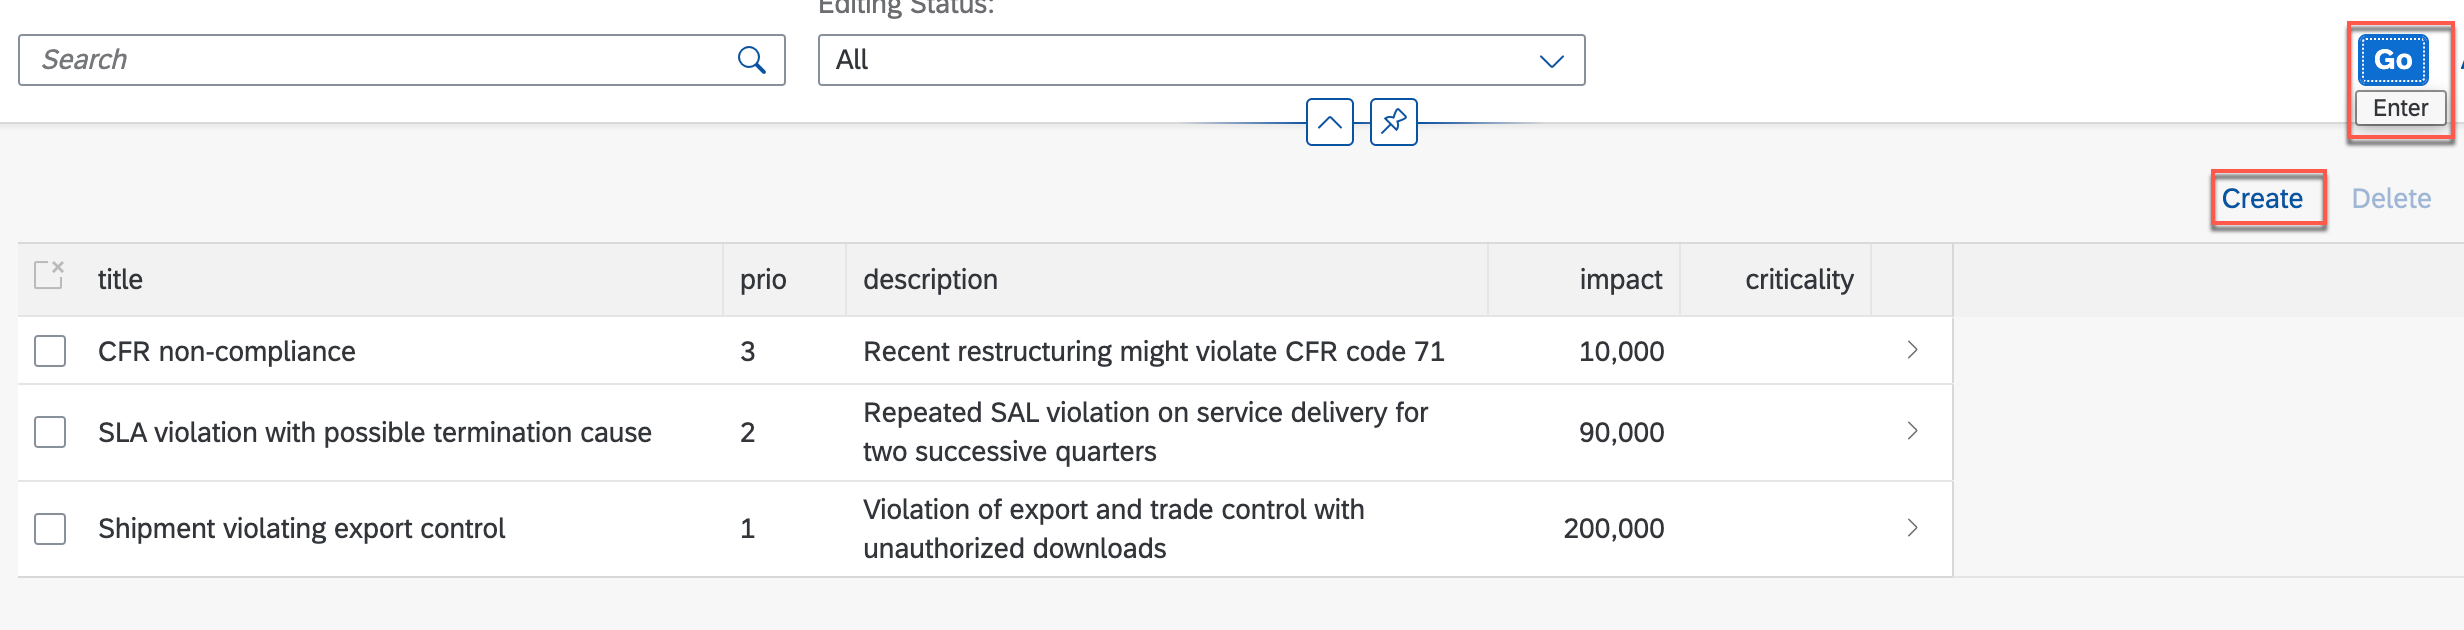 Editing Status:
Search
All
Go
Enter
Create
Delete
title
prio
description
impact
criticality
CFR non-compliance
3
Recent restructuring might violate CFR code 71
10,000
SLA violation with possible termination cause
2
Repeated SAL violation on service delivery for
two successive quarters
90,000
Shipment violating export control
1
Violation of export and trade control with
unauthorized downloads
200,000